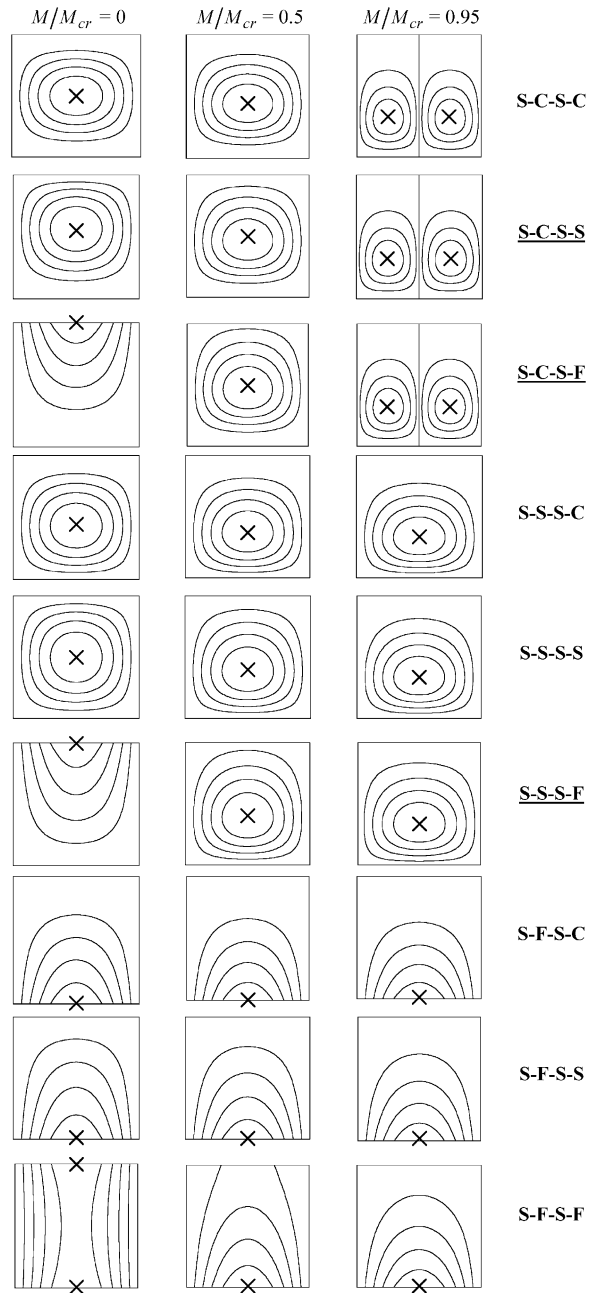 M/M_cr = 0 M/M_cr = 0.5 M/M_cr = 0.95
S-C-S-C
S-C-S-S
S-C-S-F
S-S-S-C
S-S-S-S
S-S-S-F
S-F-S-C
S-F-S-S
S-F-S-F